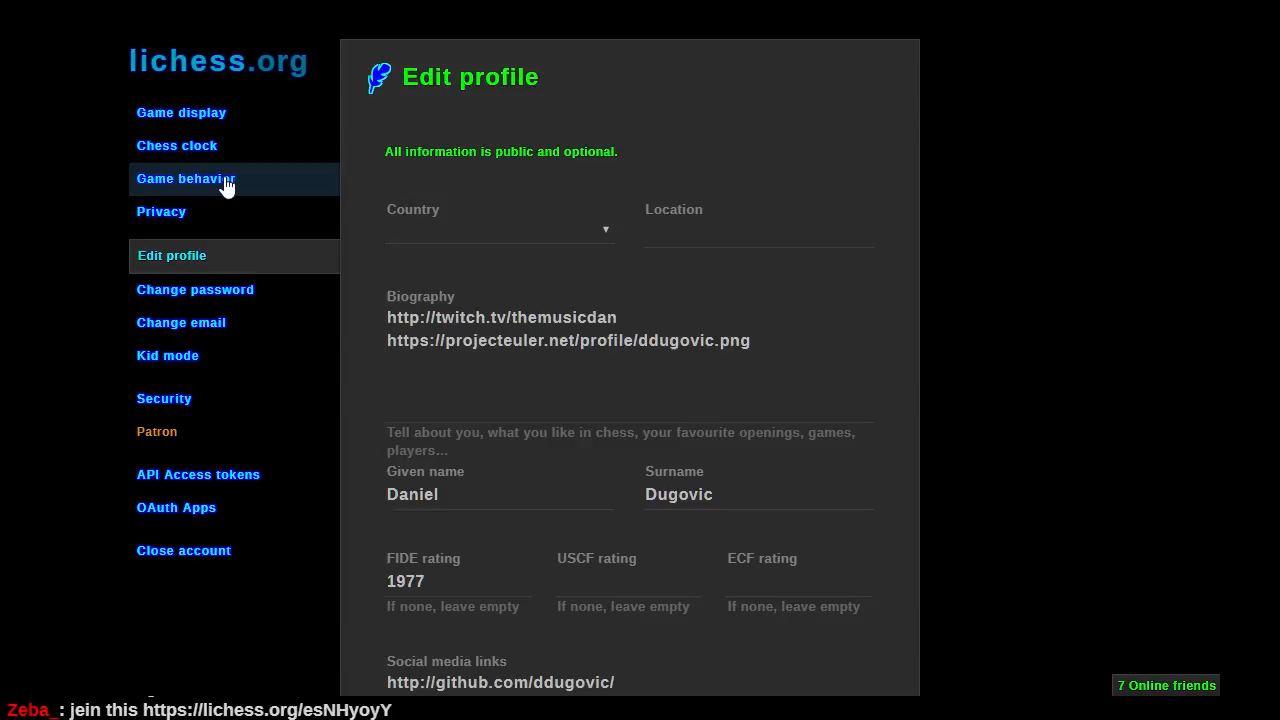 lichess.org
Game display
Chess clock
Game behavior
Privacy
Edit profile
Change password
Change email
Kid mode
Security
Patron
API Access tokens
OAuth Apps
Close account
Edit profile
All information is public and optional.
Country
Location
Biography
http://twitch.tv/themusicdan
https://projecteuler.net/profile/ddugovic.png
Tell about you, what you like in chess, your favourite openings, games,
players...
Given name
Surname
Daniel
Dugovic
FIDE rating
USCF rating
ECF rating
1977
If none, leave empty
If none, leave empty
If none, leave empty
Social media links
http://github.com/ddugovic/
7 Online friends
Zeba_: jein this https://lichess.org/esNHyoyY